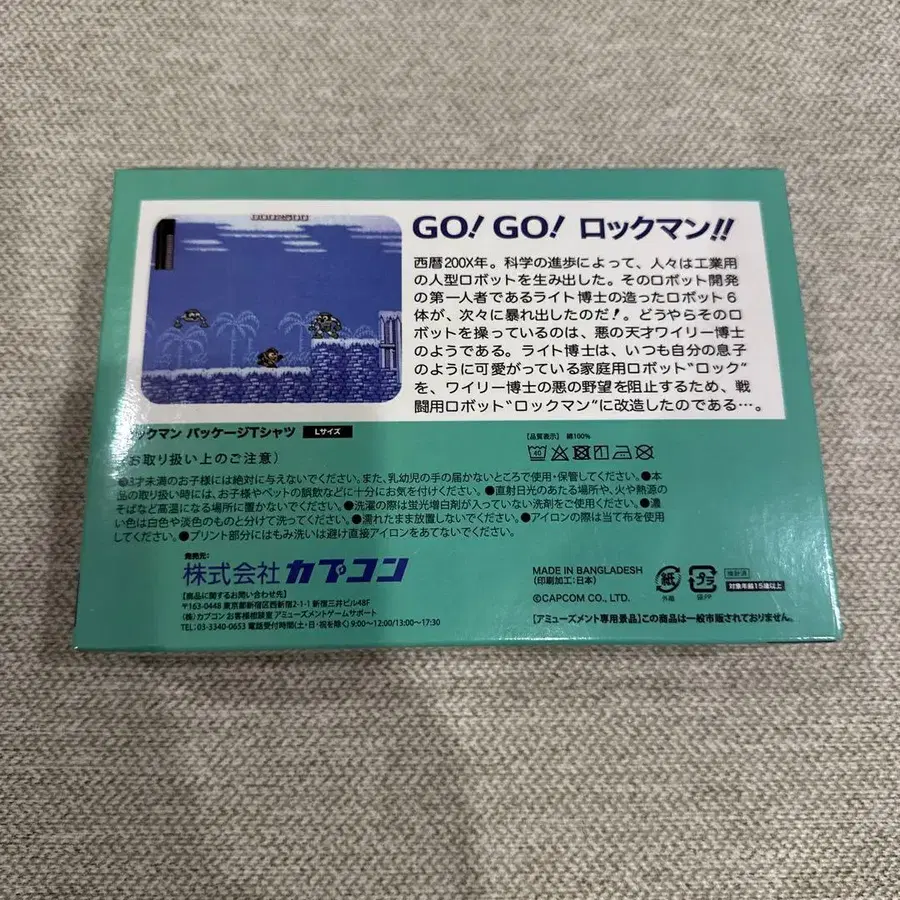 GO! GO! ロックマン!!
西暦200X年。科学の進歩によって、人々は工業用
の人型ロボットを生み出した。そのロボット開発
の第一人者であるライト博士の造ったロボット6
体が、次々に暴れ出したのだ!。どうやらそのロ
ボットを操っているのは、悪の天才ワイリー博士
のようである。ライト博士は、いつも自分の息子
のように可愛がっている家庭用ロボット"ロック"
を、ワイリー博士の悪の野望を阻止するため、戦
闘用ロボット"ロックマン"に改造したのである…。
ックマン パッケージTシャツ Lサイズ
【品質表示】 綿100%
40
お取り扱い上のご注意)
●3才未満のお子様には絶対に与えないでください。また、乳幼児の手の届かないところで使用・保管してください。●本
品の取り扱い時には、お子様やペットの誤飲などに十分にお気を付けください。●直射日光のあたる場所や、火や熱源の
そばなど高温になる場所に置かないでください。●洗濯の際は蛍光増白剤が入っていない洗剤をご使用ください。●濃
い色は白色や淡色のものと分けて洗ってください。●濡れたまま放置しないでください。●アイロンの際は当て布を使用
してください。●プリント部分にはもみ洗いは避け直接アイロンをあてないでください。
発売元:
株式会社 カプコン
【商品に関するお問い合わせ先】
〒163-0448 東京都新宿区西新宿2-1-1 新宿三井ビル48F
(株)カプコン お客様相談室 アミューズメントゲームサポート
TEL:03-3340-0653 電話受付時間(土・日・祝を除く) 9:00~12:00/13:00~17:30
MADE IN BANGLADESH
(印刷加工:日本)
©CAPCOM CO., LTD.
紙
外箱
プラ
袋:PP
検針済
対象年齢15歳以上
【アミューズメント専用景品】この商品は一般市販されておりません。